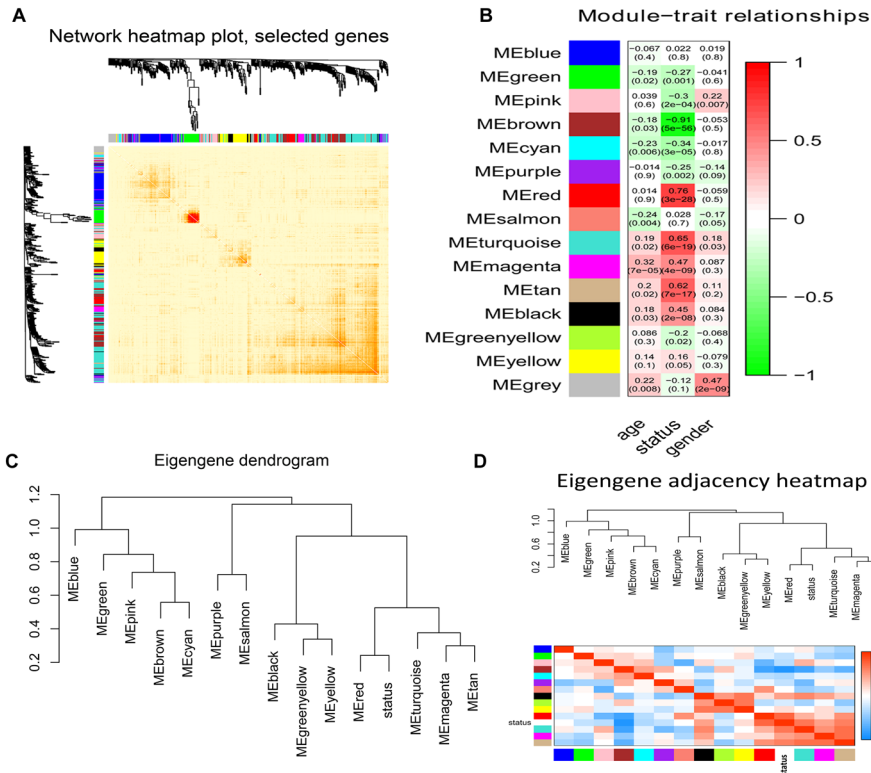 A
Network heatmap plot, selected genes
B
Module−trait relationships
MEblue
−0.067 0.022 0.019
(0.4) (0.8) (0.8)
MEgreen
−0.19 −0.27 −0.041
(0.02) (0.001) (0.6)
MEpink
0.039 −0.3 0.22
(0.6) (2e−04) (0.007)
MEbrown
−0.18 −0.91 −0.053
(0.03) (5e−56) (0.5)
MEcyan
−0.23 −0.34 −0.017
(0.006) (3e−05) (0.8)
MEpurple
−0.014 −0.25 −0.14
(0.9) (0.002) (0.09)
MEred
0.014 0.76 −0.059
(0.9) (3e−28) (0.5)
MEsalmon
−0.24 0.028 −0.17
(0.004) (0.7) (0.05)
MEturquoise
0.19 0.65 0.18
(0.02) (6e−19) (0.03)
MEmagenta
0.32 0.47 0.087
(7e−05) (4e−09) (0.3)
MEtan
0.2 0.62 0.11
(0.02) (7e−17) (0.2)
MEblack
0.18 0.45 0.084
(0.03) (2e−08) (0.3)
MEgreenyellow
0.086 −0.2 −0.068
(0.3) (0.02) (0.4)
MEyellow
0.14 0.16 −0.079
(0.1) (0.05) (0.3)
MEgrey
0.22 −0.12 0.47
(0.008) (0.1) (2e−09)
age
status
gender
1
0.5
0
−0.5
−1
C
Eigengene dendrogram
1.2
1.0
0.8
0.6
0.4
0.2
MEblue
MEgreen
MEpink
MEbrown
MEcyan
MEpurple
MEsalmon
MEblack
MEgreenyellow
MEyellow
MEred
status
MEturquoise
MEmagenta
MEtan
D
Eigengene adjacency heatmap
1.0
0.6
0.2
MEblue
MEgreen
MEpink
MEbrown
MEcyan
MEpurple
MEsalmon
MEblack
MEgreenyellow
MEyellow
MEred
status
MEturquoise
MEmagenta
status
tatus